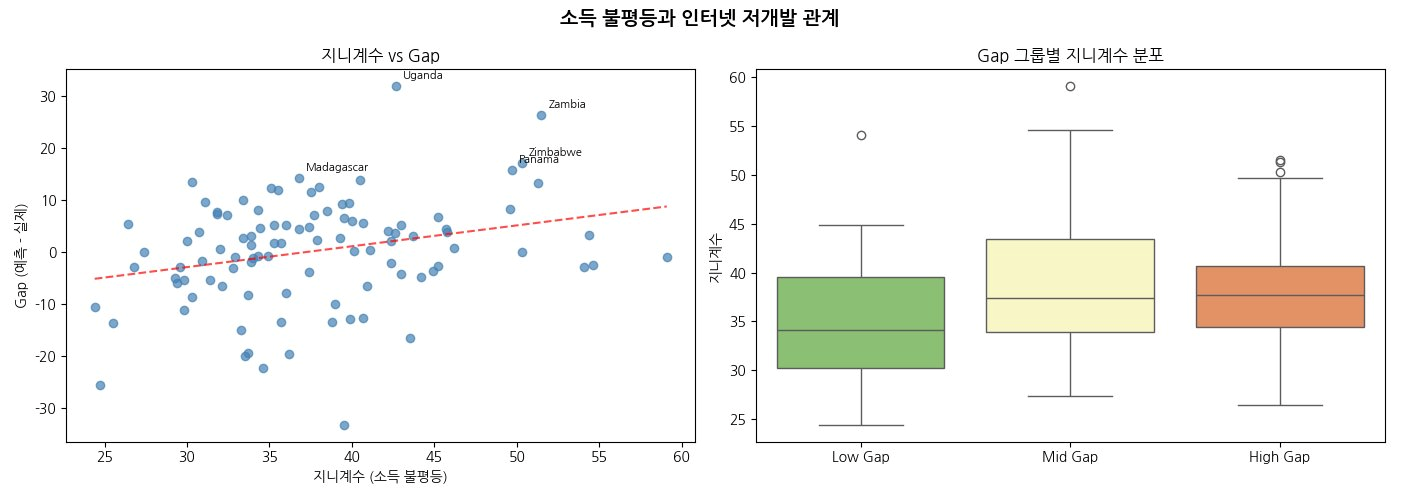 소득 불평등과 인터넷 저개발 관계
지니계수 vs Gap
Gap (예측 - 실제)
30
20
10
0
-10
-20
-30
Uganda
Zambia
Zimbabwe
Panama
Madagascar
25 30 35 40 45 50 55 60
지니계수 (소득 불평등)
Gap 그룹별 지니계수 분포
지니계수
60
55
50
45
40
35
30
25
Low Gap Mid Gap High Gap